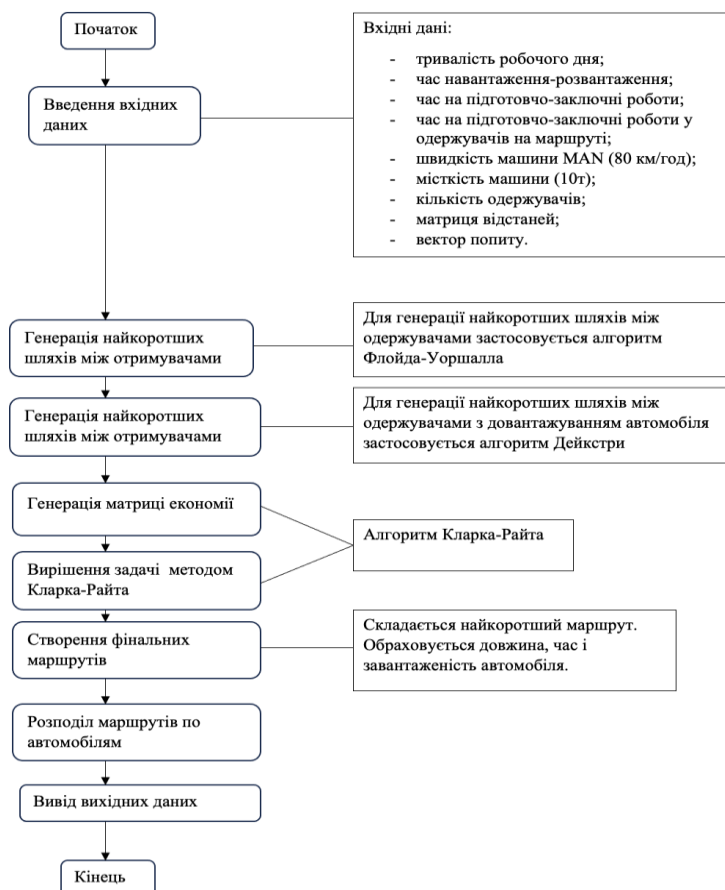 Початок
Вхідні дані:
- тривалість робочого дня;
- час навантаження-розвантаження;
- час на підготовчо-заключні роботи;
- час на підготовчо-заключні роботи у
одержувачів на маршруті;
- швидкість машини MAN (80 км/год);
- місткість машини (10т);
- кількість одержувачів;
- матриця відстаней;
- вектор попиту.
Введення вхідних
даних
Генерація найкоротших
шляхів між отримувачами
Для генерації найкоротших шляхів між
одержувачами застосовується алгоритм
Флойда-Уоршалла
Генерація найкоротших
шляхів між отримувачами
Для генерації найкоротших шляхів між
одержувачами з довантажуванням автомобіля
застосовується алгоритм Дейкстри
Генерація матриці економії
Алгоритм Кларка-Райта
Вирішення задачі методом
Кларка-Райта
Створення фінальних
маршрутів
Складається найкоротший маршрут.
Обраховується довжина, час і
завантаженість автомобіля.
Розподіл маршрутів по
автомобілям
Вивід вихідних даних
Кінець